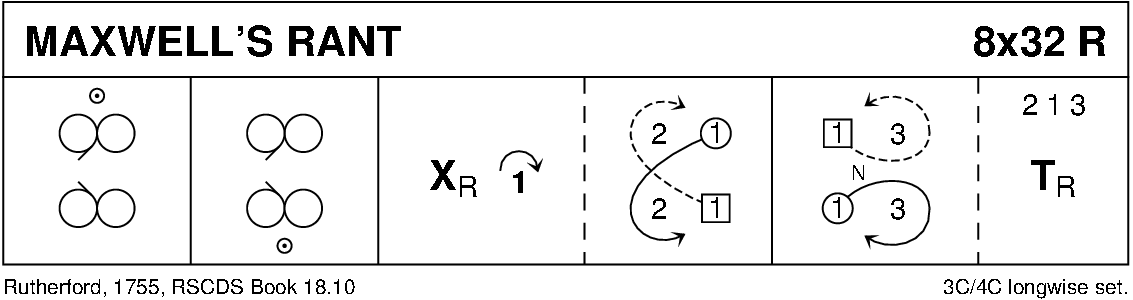 MAXWELL'S RANT 8x32 R
2 1 3
2 1 1 3
XR 1 N TR
2 1 1 3
Rutherford, 1755, RSCDS Book 18.10 3C/4C longwise set.